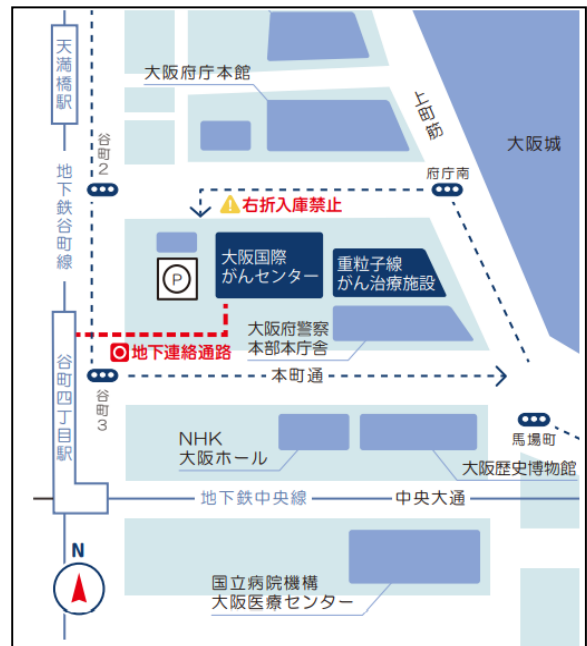 天満橋駅
大阪府庁本館
上町筋
大阪城
谷町2
府庁南
地下鉄谷町線
右折入庫禁止
大阪国際
がんセンター
重粒子線
がん治療施設
P
大阪府警察
本部本庁舎
地下連絡通路
本町通
谷町四丁目駅
谷町3
NHK
大阪ホール
馬場町
大阪歴史博物館
地下鉄中央線
中央大通
N
国立病院機構
大阪医療センター